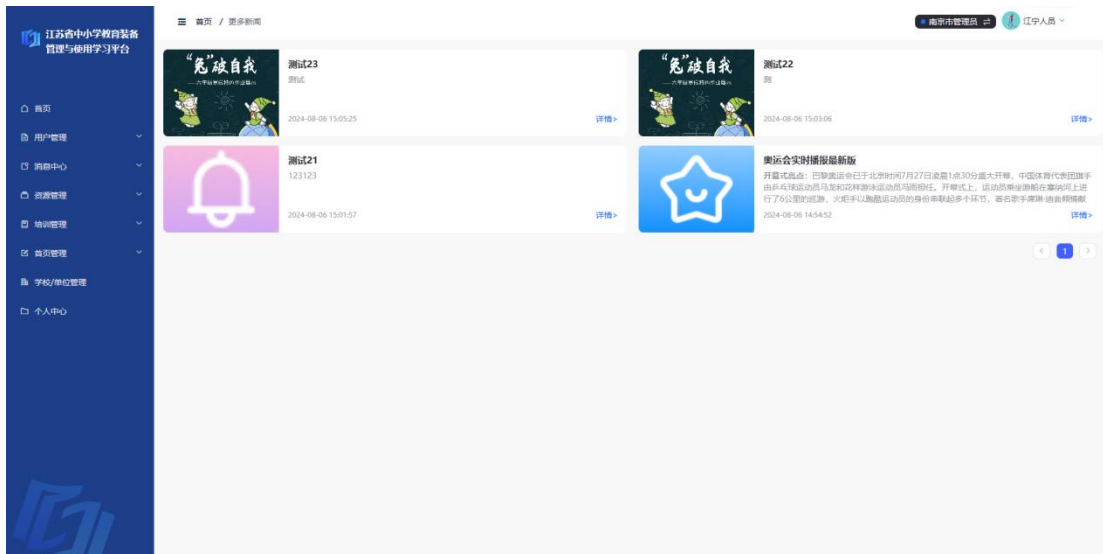 江苏省中小学教育装备
管理与使用学习平台
首页
用户管理
消息中心
资源管理
培训管理
首页管理
学校/单位管理
个人中心
首页 / 更多新闻
南京市管理员
江宁人员
“兔”破自我
测试23
测试
2024-08-06 15:05:25
详情>
“兔”破自我
测试22
测
2024-08-06 15:03:06
详情>
测试21
123123
2024-08-06 15:01:57
详情>
奥运会实时播报最新版
开幕式亮点：巴黎奥运会已于北京时间7月27日凌晨1点30分盛大开幕，中国体育代表团旗手
由乒乓球运动员马龙和花样游泳运动员冯雨担任。开幕式上，运动员乘坐游船在塞纳河上进
行了6公里的巡游，火炬手以跑酷运动员的身份串联起多个环节，著名歌手席琳·迪翁倾情献
2024-08-06 14:54:52
详情>
1